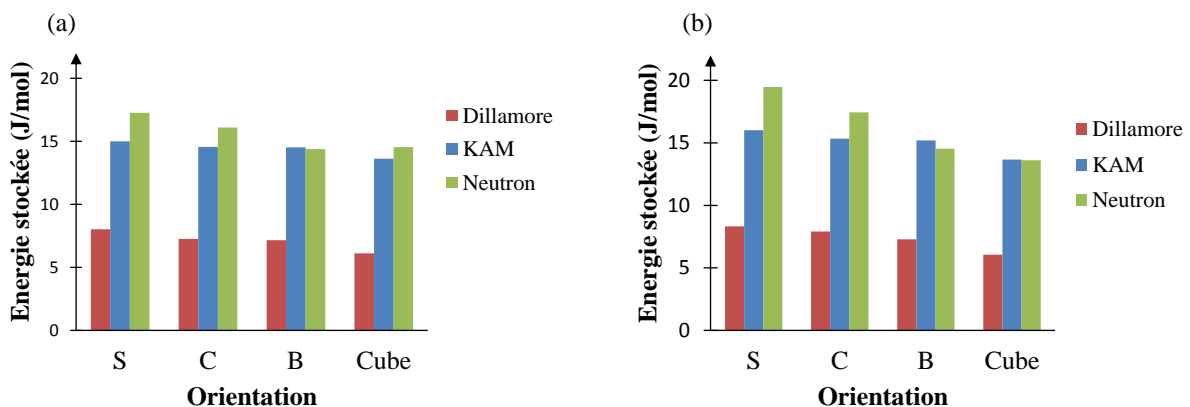 (a)
Energie stockée (J/mol)
20
15
10
5
0
S C B Cube
Orientation
Dillamore
KAM
Neutron
(b)
Energie stockée (J/mol)
20
15
10
5
0
S C B Cube
Orientation
Dillamore
KAM
Neutron